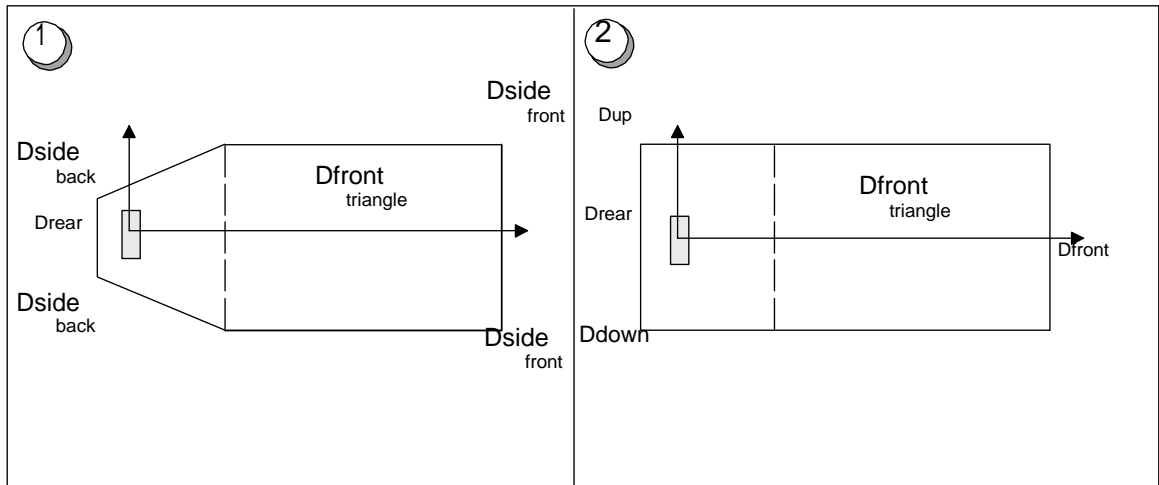 1
Dside
front
Dside
back
Dfront
triangle
Drear
Dside
back
Dside
front
2
Dup
Dfront
triangle
Drear
Dfront
Ddown